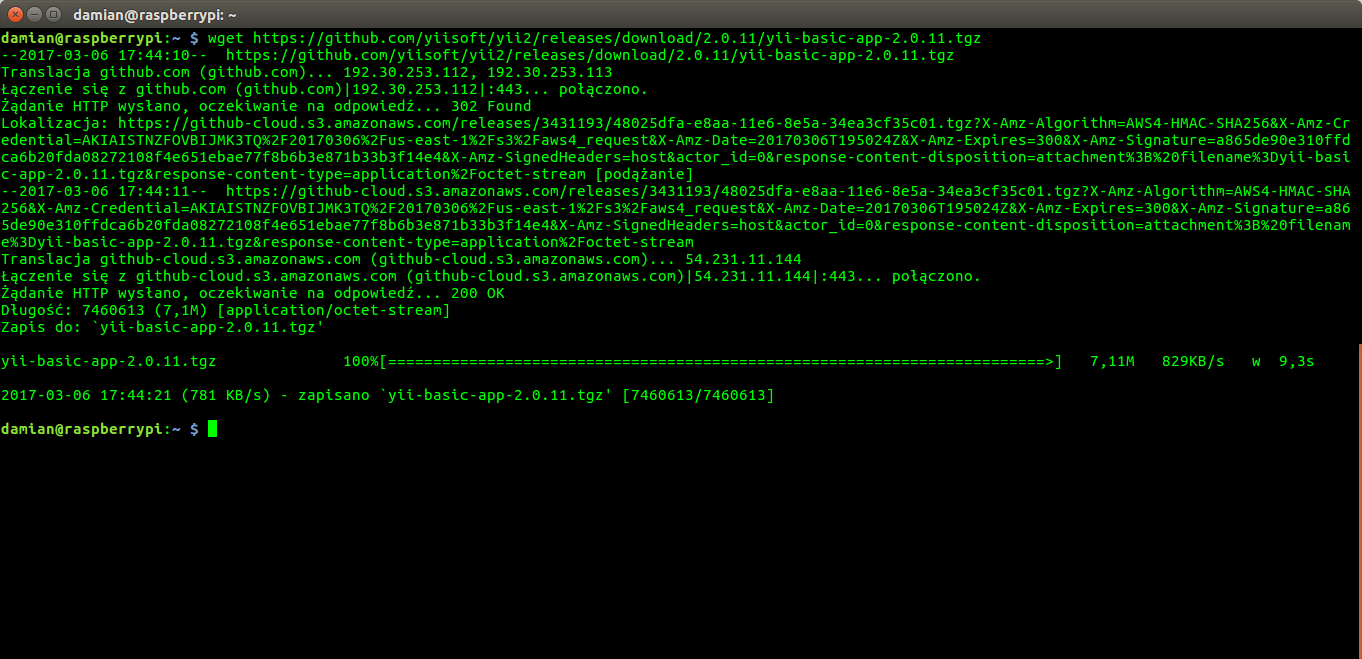 damian@raspberrypi: ~
damian@raspberrypi:~ $ wget https://github.com/yiisoft/yii2/releases/download/2.0.11/yii-basic-app-2.0.11.tgz
--2017-03-06 17:44:10--  https://github.com/yiisoft/yii2/releases/download/2.0.11/yii-basic-app-2.0.11.tgz
Translacja github.com (github.com)... 192.30.253.112, 192.30.253.113
Łączenie się z github.com (github.com)|192.30.253.112|:443... połączono.
Żądanie HTTP wysłano, oczekiwanie na odpowiedź... 302 Found
Lokalizacja: https://github-cloud.s3.amazonaws.com/releases/3431193/48025dfa-e8aa-11e6-8e5a-34ea3cf35c01.tgz?X-Amz-Algorithm=AWS4-HMAC-SHA256&X-Amz-Cr
edential=AKIAISTNZFOVBIJMK3TQ%2F20170306%2Fus-east-1%2Fs3%2Faws4_request&X-Amz-Date=20170306T195024Z&X-Amz-Expires=300&X-Amz-Signature=a865de90e310ffd
ca6b20fda08272108f4e651ebae77f8b6b3e871b33b3f14e4&X-Amz-SignedHeaders=host&actor_id=0&response-content-disposition=attachment%3B%20filename%3Dyii-basi
c-app-2.0.11.tgz&response-content-type=application%2Foctet-stream [podążanie]
--2017-03-06 17:44:11--  https://github-cloud.s3.amazonaws.com/releases/3431193/48025dfa-e8aa-11e6-8e5a-34ea3cf35c01.tgz?X-Amz-Algorithm=AWS4-HMAC-SHA
256&X-Amz-Credential=AKIAISTNZFOVBIJMK3TQ%2F20170306%2Fus-east-1%2Fs3%2Faws4_request&X-Amz-Date=20170306T195024Z&X-Amz-Expires=300&X-Amz-Signature=a86
5de90e310ffdca6b20fda08272108f4e651ebae77f8b6b3e871b33b3f14e4&X-Amz-SignedHeaders=host&actor_id=0&response-content-disposition=attachment%3B%20filenam
e%3Dyii-basic-app-2.0.11.tgz&response-content-type=application%2Foctet-stream
Translacja github-cloud.s3.amazonaws.com (github-cloud.s3.amazonaws.com)... 54.231.11.144
Łączenie się z github-cloud.s3.amazonaws.com (github-cloud.s3.amazonaws.com)|54.231.11.144|:443... połączono.
Żądanie HTTP wysłano, oczekiwanie na odpowiedź... 200 OK
Długość: 7460613 (7,1M) [application/octet-stream]
Zapis do: `yii-basic-app-2.0.11.tgz'
yii-basic-app-2.0.11.tgz              100%[=========================================================================>]   7,11M   829KB/s   w  9,3s
2017-03-06 17:44:21 (781 KB/s) - zapisano `yii-basic-app-2.0.11.tgz' [7460613/7460613]
damian@raspberrypi:~ $